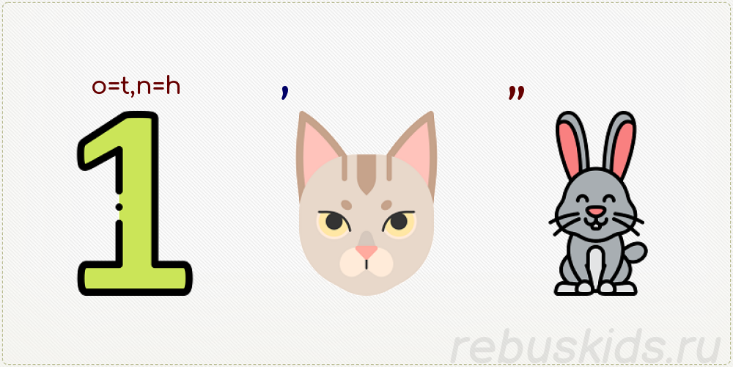 o=t,n=h
, ,,
1
rebuskids.ru